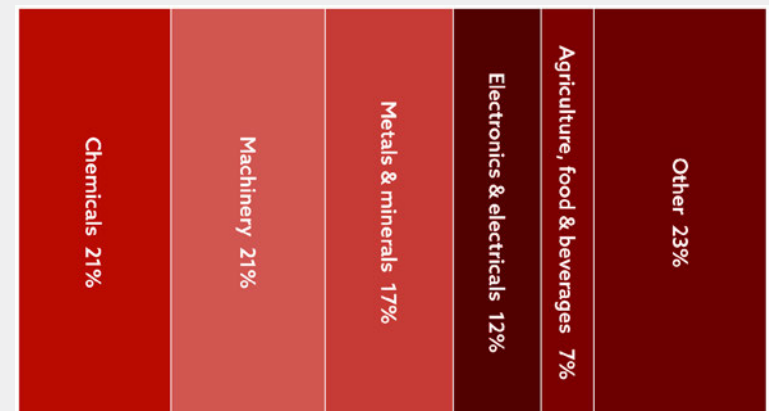 Chemicals 21%
Machinery 21%
Metals & minerals 17%
Electronics & electricals 12%
Agriculture, food & beverages 7%
Other 23%